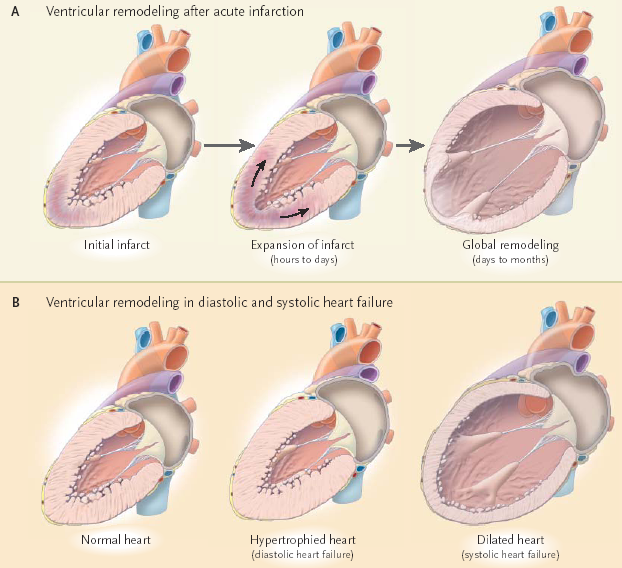 A Ventricular remodeling after acute infarction
Initial infarct
Expansion of infarct
(hours to days)
Global remodeling
(days to months)
B Ventricular remodeling in diastolic and systolic heart failure
Normal heart
Hypertrophied heart
(diastolic heart failure)
Dilated heart
(systolic heart failure)